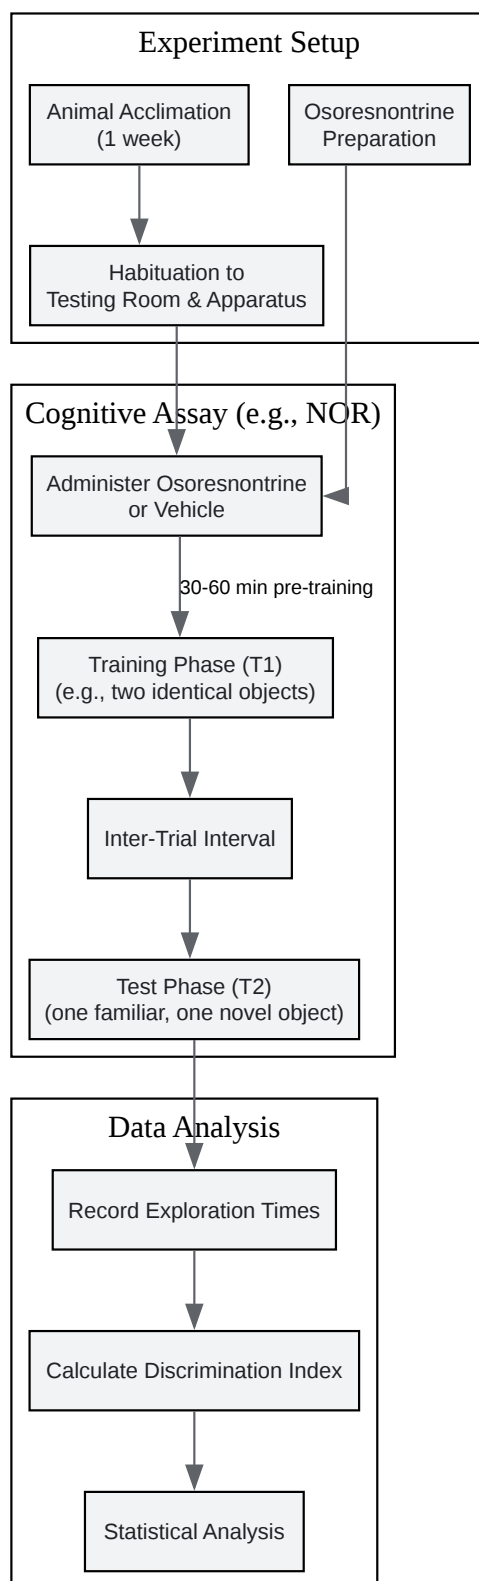 Experiment Setup
Animal Acclimation
(1 week)
Osoresnontrine
Preparation
Habituation to
Testing Room & Apparatus
Cognitive Assay (e.g., NOR)
Administer Osoresnontrine
or Vehicle
30-60 min pre-training
Training Phase (T1)
(e.g., two identical objects)
Inter-Trial Interval
Test Phase (T2)
(one familiar, one novel object)
Data Analysis
Record Exploration Times
Calculate Discrimination Index
Statistical Analysis